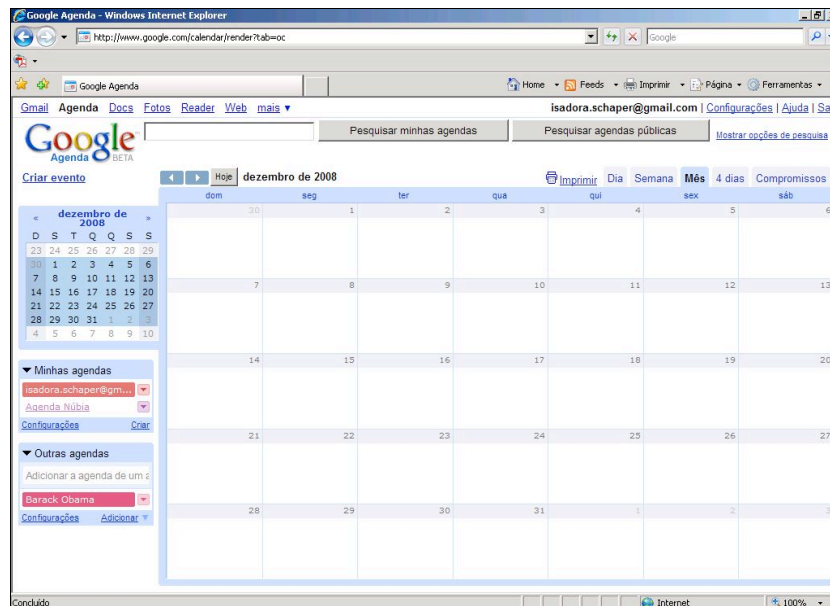 Google Agenda - Windows Internet Explorer
http://www.google.com/calendar/render?tab=oc
Google
Google Agenda
Home Feeds Imprimir Página Ferramentas
Gmail Agenda Docs Fotos Reader Web mais ▼
isadora.schaper@gmail.com | Configurações | Ajuda | Sa
Google
Agenda BETA
Pesquisar minhas agendas
Pesquisar agendas públicas
Mostrar opções de pesquisa
Criar evento
Hoje dezembro de 2008
Imprimir Dia Semana Mês 4 dias Compromissos
dom seg ter qua qui sex sáb
« dezembro de 2008 »
D S T Q Q S S
23 24 25 26 27 28 29
30 1 2 3 4 5 6
7 8 9 10 11 12 13
14 15 16 17 18 19 20
21 22 23 24 25 26 27
28 29 30 31 1 2 3
4 5 6 7 8 9 10
30 1 2 3 4 5 6
7 8 9 10 11 12 13
14 15 16 17 18 19 20
21 22 23 24 25 26 27
28 29 30 31 1 2 3
▼ Minhas agendas
isadora.schaper@gm...
Agenda Núbia
Configurações Criar
▼ Outras agendas
Adicionar a agenda de um a
Barack Obama
Configurações Adicionar ▼
Concluído
Internet
100%